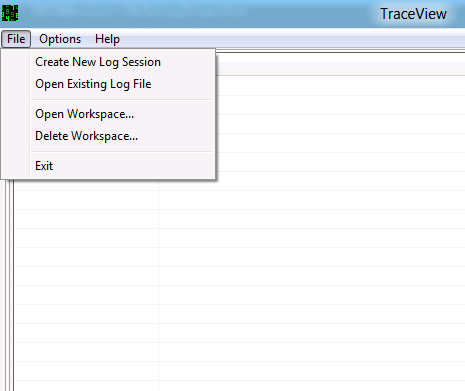 TraceView
File Options Help
Create New Log Session
Open Existing Log File
Open Workspace...
Delete Workspace...
Exit